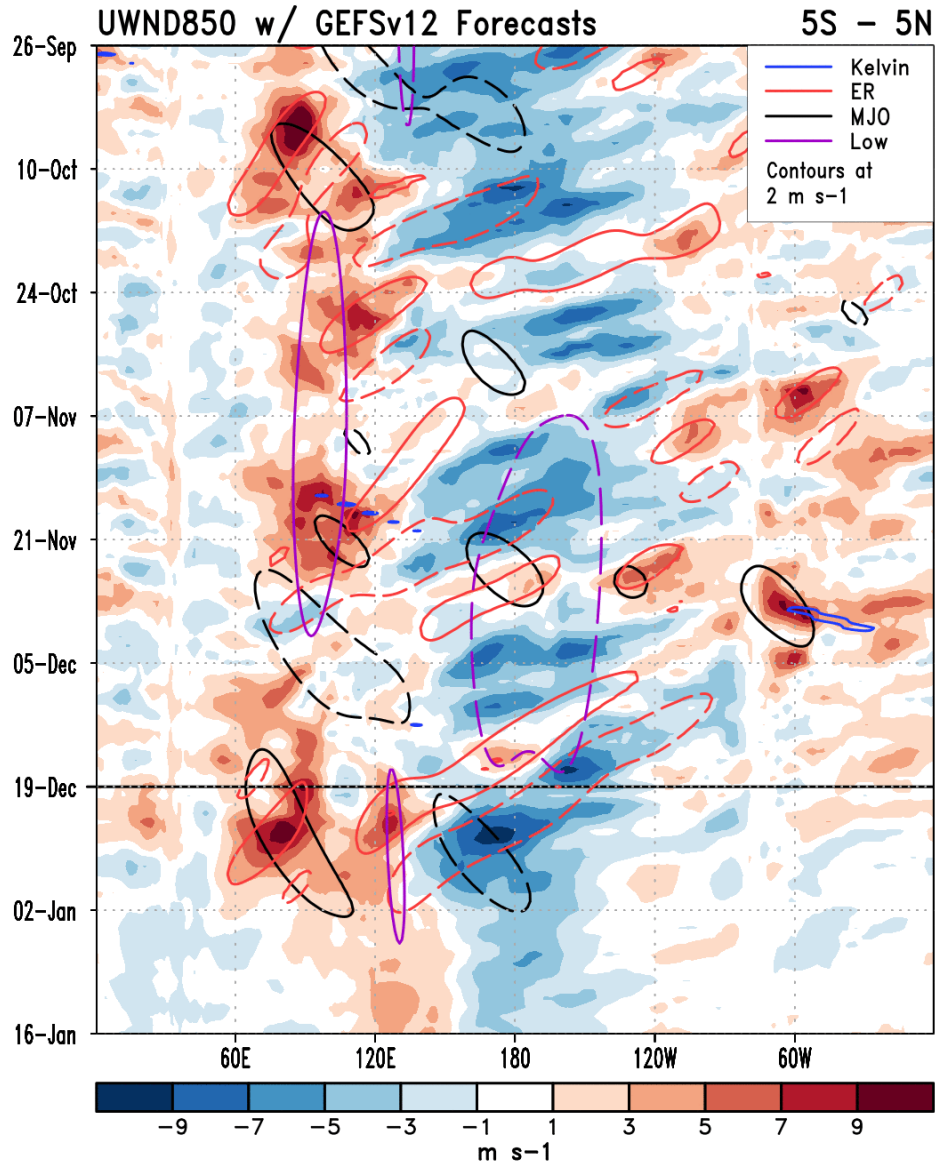 UWND850 w/ GEFSv12 Forecasts 5S - 5N
26-Sep
10-Oct
24-Oct
07-Nov
21-Nov
05-Dec
19-Dec
02-Jan
16-Jan
Kelvin
ER
MJO
Low
Contours at
2 m s-1
60E 120E 180 120W 60W
-9 -7 -5 -3 -1 1 3 5 7 9
m s-1